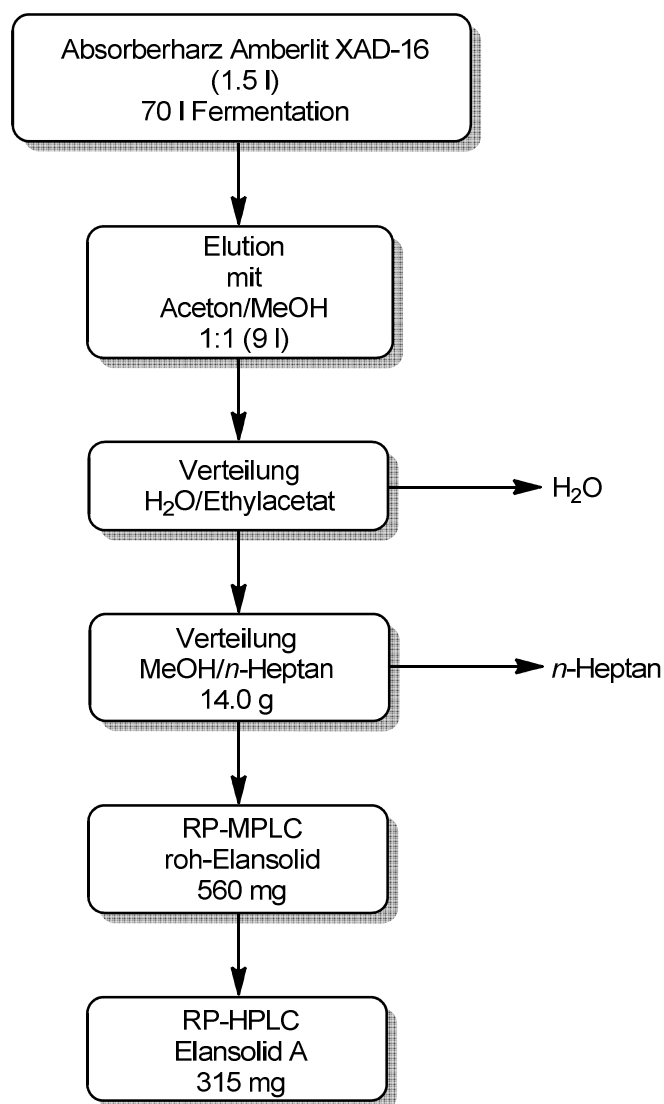 Absorberharz Amberlit XAD-16
(1.5 l)
70 l Fermentation
Elution
mit
Aceton/MeOH
1:1 (9 l)
Verteilung
H₂O/Ethylacetat
H₂O
Verteilung
MeOH/n-Heptan
14.0 g
n-Heptan
RP-MPLC
roh-Elansolid
560 mg
RP-HPLC
Elansolid A
315 mg